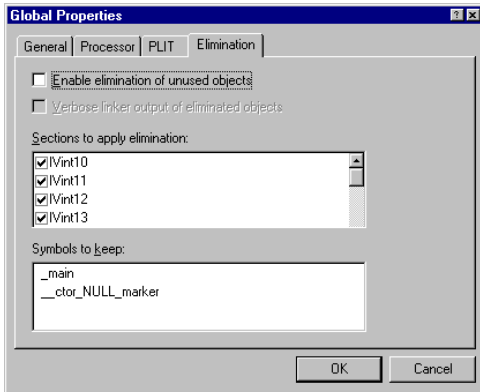 Global Properties
General Processor PLIT Elimination
Enable elimination of unused objects
Verbose linker output of eliminated objects
Sections to apply elimination:
IVint10
IVint11
IVint12
IVint13
Symbols to keep:
_main
__ctor_NULL_marker
OK Cancel